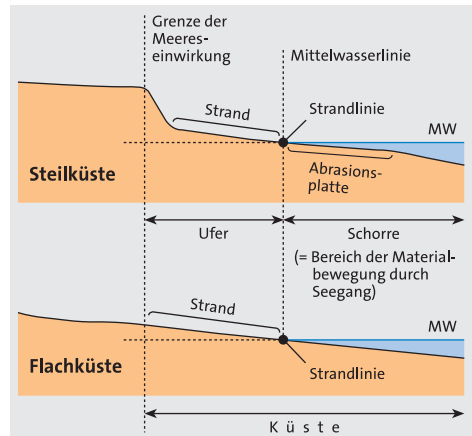 Grenze der
Meeres-
einwirkung
Mittelwasserlinie
Strand
Strandlinie
MW
Steilküste
Abrasions-
platte
Ufer
Schorre
(= Bereich der Material-
bewegung durch
Seegang)
Strand
MW
Flachküste
Strandlinie
Küste